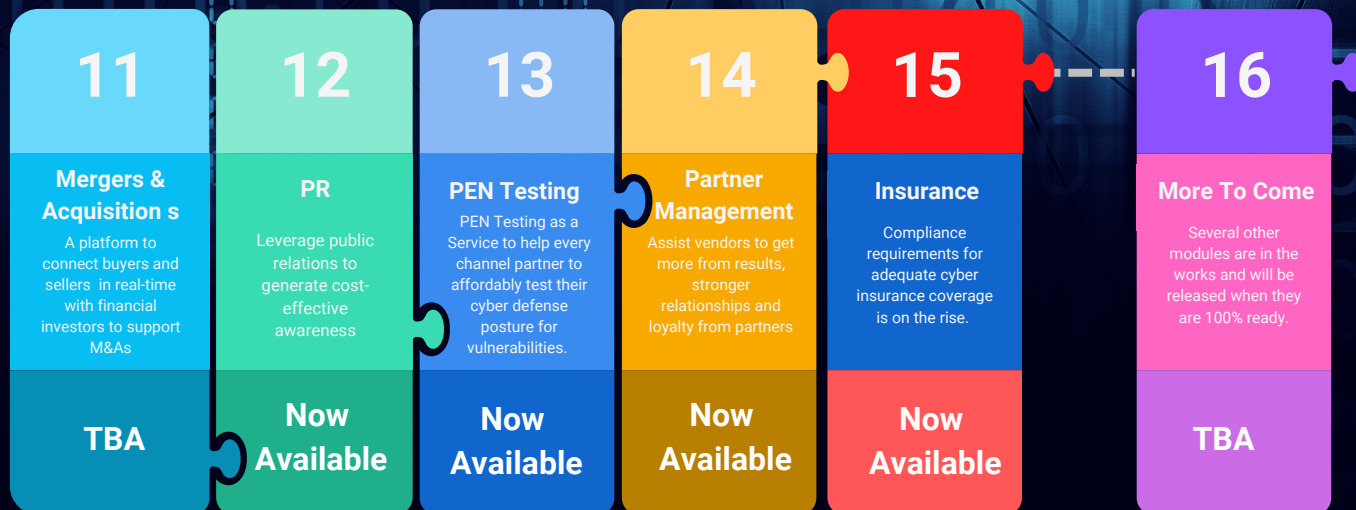 11
Mergers &
Acquisition s
A platform to
connect buyers and
sellers in real-time
with financial
investors to support
M&As
TBA
12
PR
Leverage public
relations to
generate cost-
effective
awareness
Now
Available
13
PEN Testing
PEN Testing as a
Service to help every
channel partner to
affordably test their
cyber defense
posture for
vulnerabilities.
Now
Available
14
Partner
Management
Assist vendors to get
more from results,
stronger
relationships and
loyalty from partners
Now
Available
15
Insurance
Compliance
requirements for
adequate cyber
insurance coverage
is on the rise.
Now
Available
16
More To Come
Several other
modules are in the
works and will be
released when they
are 100% ready.
TBA